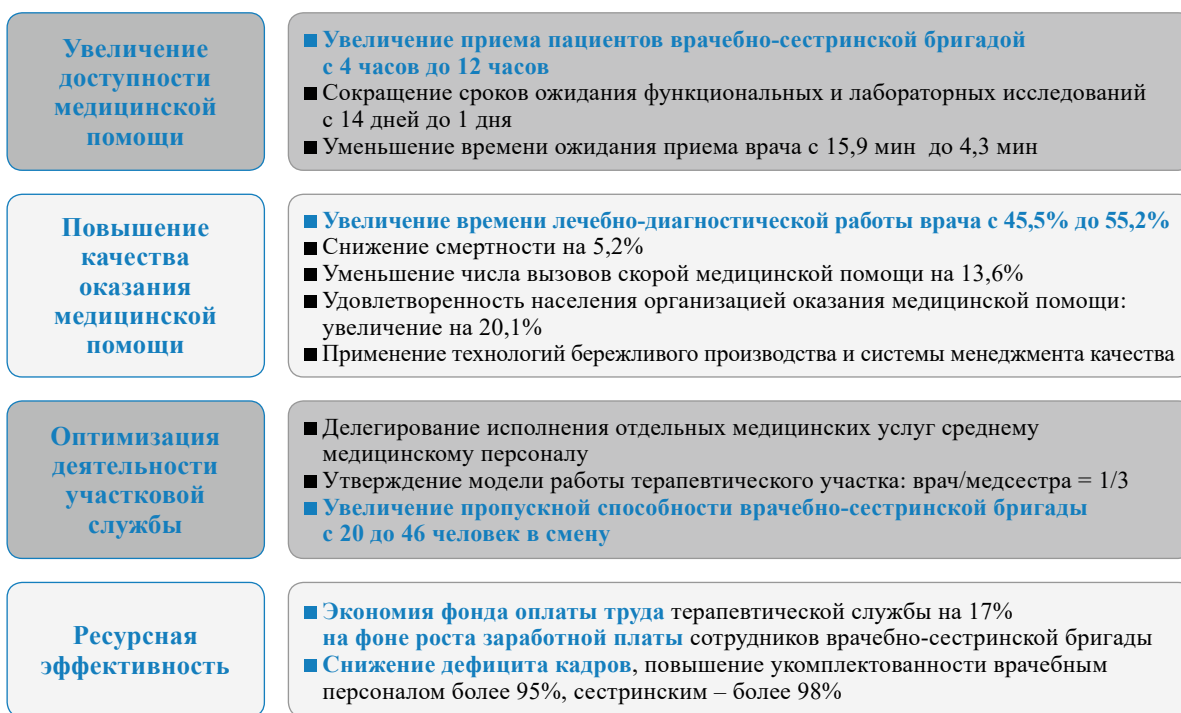 Увеличение
доступности
медицинской
помощи
■ Увеличение приема пациентов врачебно-сестринской бригадой
с 4 часов до 12 часов
■ Сокращение сроков ожидания функциональных и лабораторных исследований
с 14 дней до 1 дня
■ Уменьшение времени ожидания приема врача с 15,9 мин до 4,3 мин
Повышение
качества
оказания
медицинской
помощи
■ Увеличение времени лечебно-диагностической работы врача с 45,5% до 55,2%
■ Снижение смертности на 5,2%
■ Уменьшение числа вызовов скорой медицинской помощи на 13,6%
■ Удовлетворенность населения организацией оказания медицинской помощи:
увеличение на 20,1%
■ Применение технологий бережливого производства и системы менеджмента качества
Оптимизация
деятельности
участковой
службы
■ Делегирование исполнения отдельных медицинских услуг среднему
медицинскому персоналу
■ Утверждение модели работы терапевтического участка: врач/медсестра = 1/3
■ Увеличение пропускной способности врачебно-сестринской бригады
с 20 до 46 человек в смену
Ресурсная
эффективность
■ Экономия фонда оплаты труда терапевтической службы на 17%
на фоне роста заработной платы сотрудников врачебно-сестринской бригады
■ Снижение дефицита кадров, повышение укомплектованности врачебным
персоналом более 95%, сестринским – более 98%